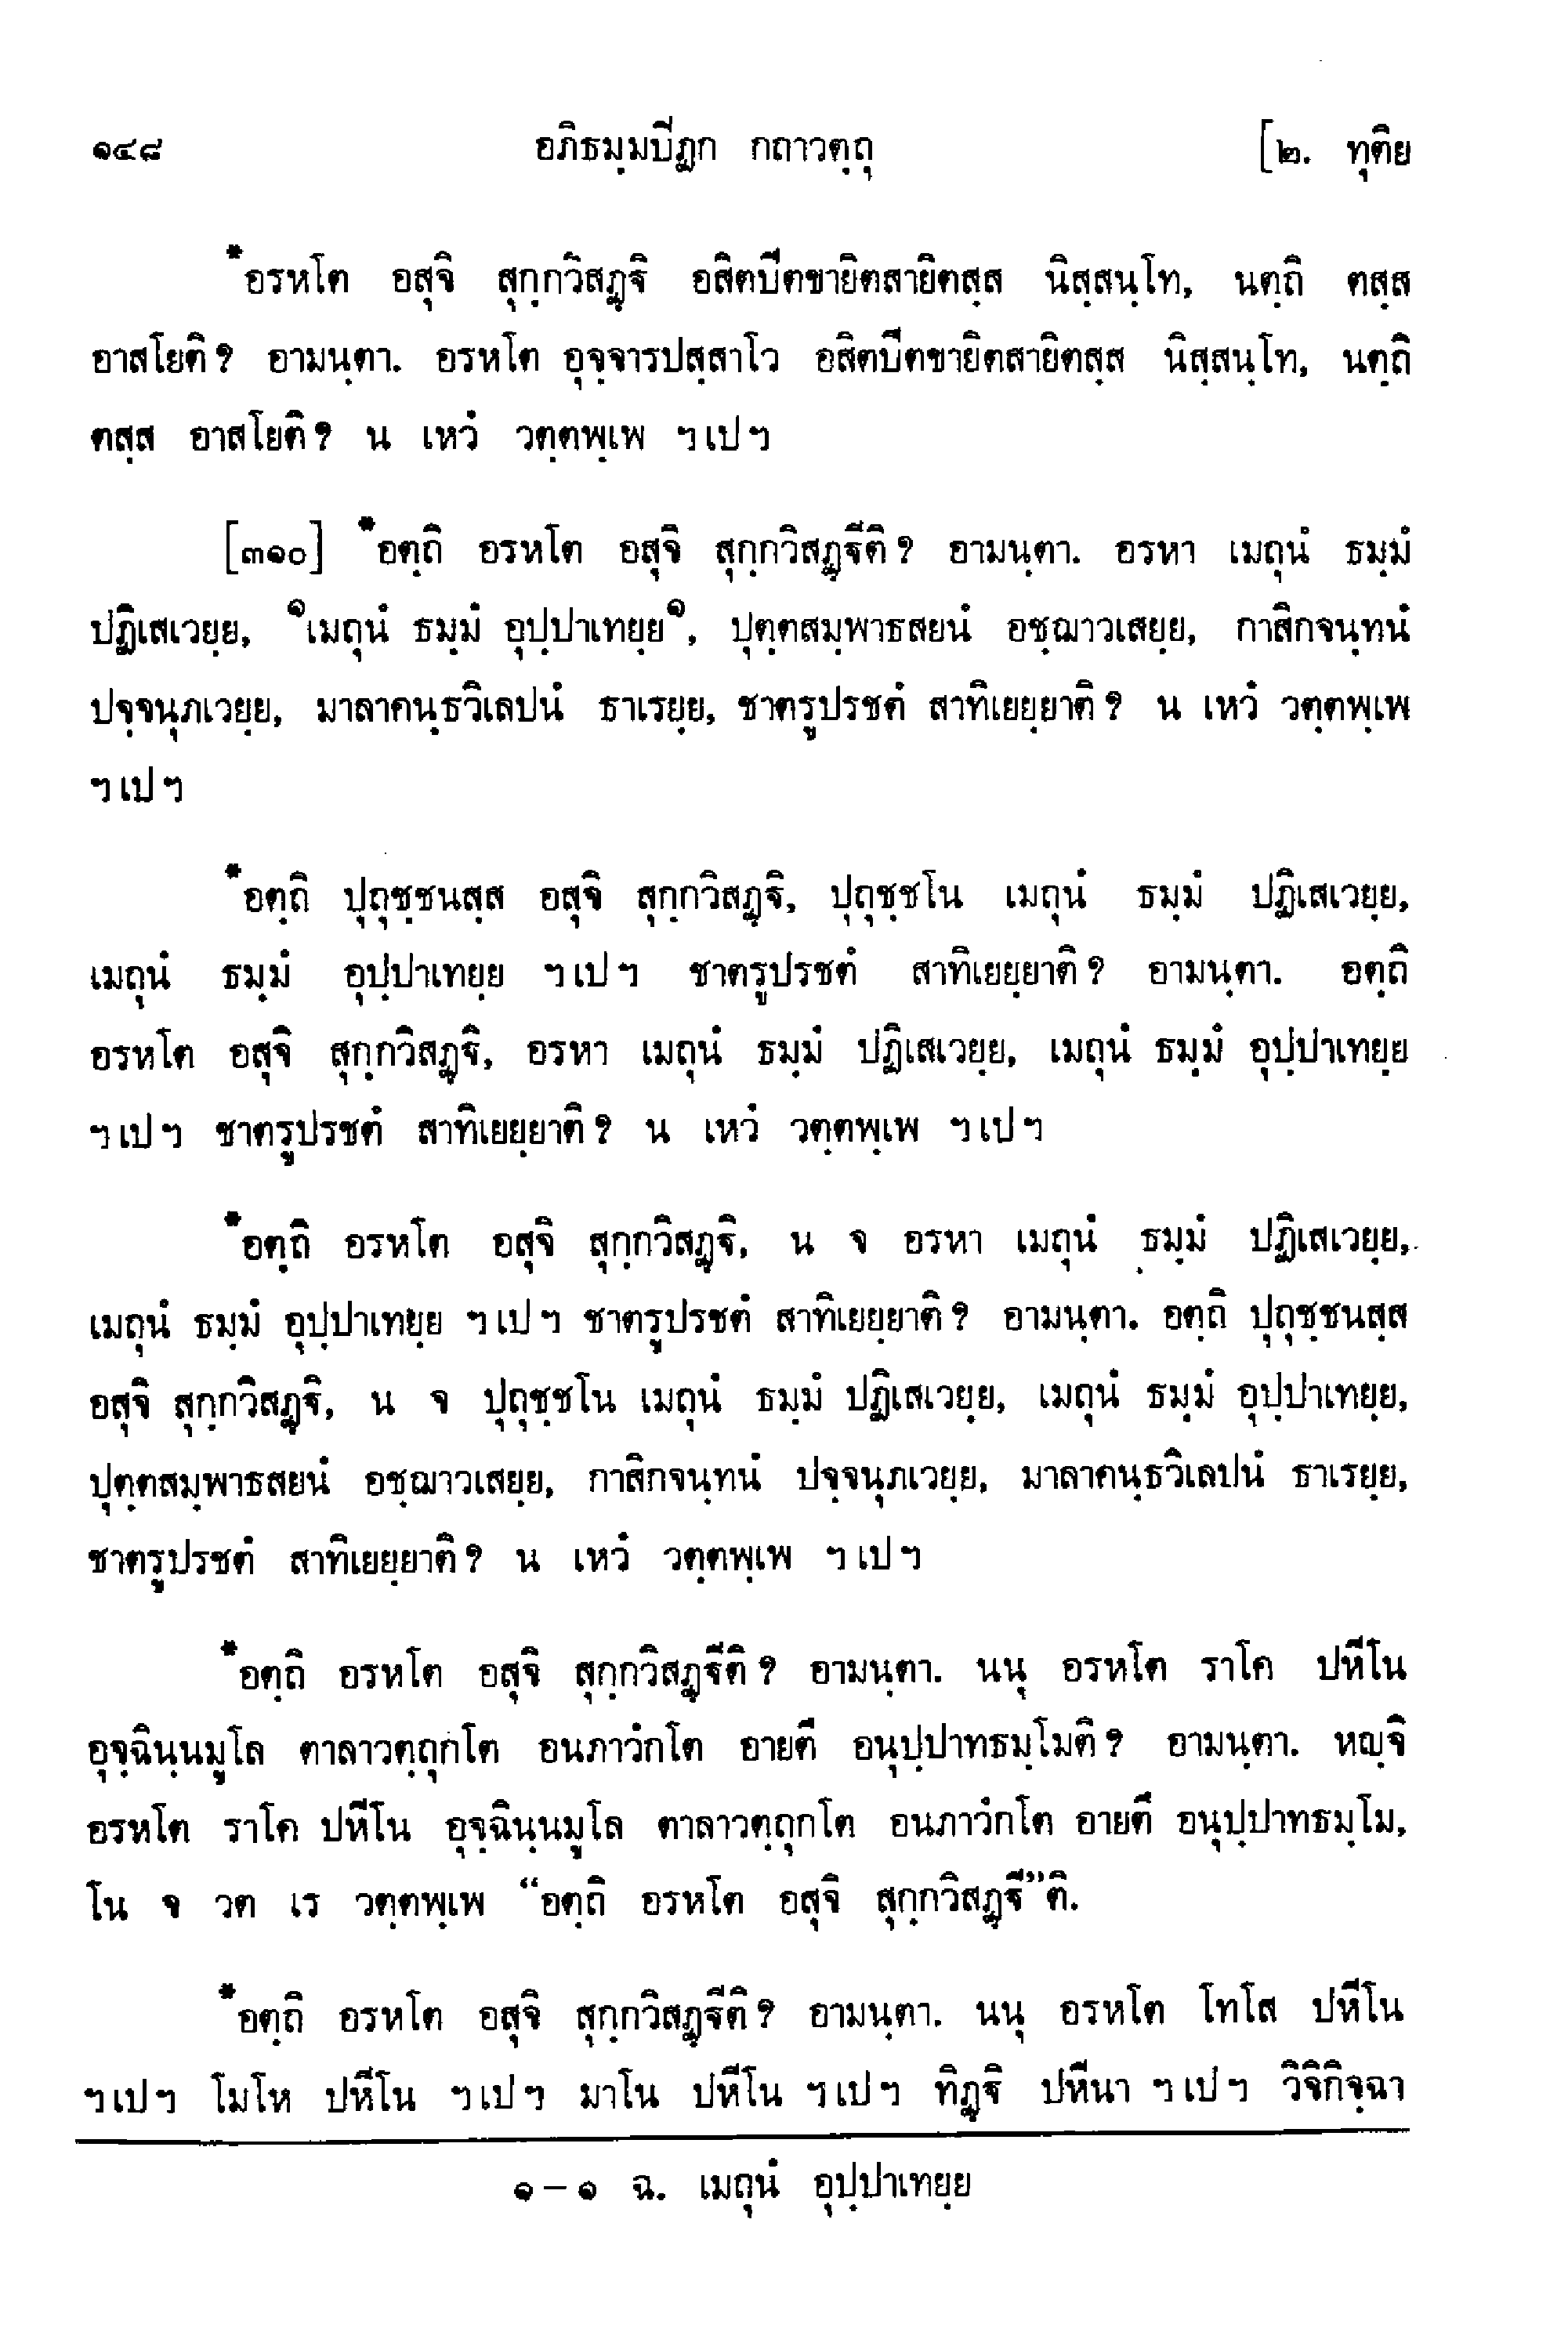 ๑๔๘ อภิธมฺมปิฏก กถาวตฺถุ [๒. ทุติย
*อรหโต อสุจิ สุกฺกวิสฏฺฐิ อสิตปีตขายิตสายิตสฺส นิสฺสนฺโท, นตฺถิ ตสฺส
อาสโยติ? อามนฺตา. อรหโต อุจฺจารปสฺสาโว อสิตปีตขายิตสายิตสฺส นิสฺสนฺโท, นตฺถิ
ตสฺส อาสโยติ? น เหวํ วตฺตพฺเพ ฯเปฯ
[๓๑๐] *อตฺถิ อรหโต อสุจิ สุกฺกวิสฏฺฐีติ? อามนฺตา. อรหา เมถุนํ ธมฺมํ
ปฏิเสเวยฺย, ๑เมถุนํ ธมฺมํ อุปฺปาเทยฺย๑, ปุตฺตสมฺพาธสยนํ อชฺฌาวเสยฺย, กาสิกจนฺทนํ
ปจฺจนุภเวยฺย, มาลาคนฺธวิเลปนํ ธาเรยฺย, ชาตรูปรชตํ สาทิเยยฺยาติ? น เหวํ วตฺตพฺเพ
ฯเปฯ
*อตฺถิ ปุถุชฺชนสฺส อสุจิ สุกฺกวิสฏฺฐิ, ปุถุชฺชโน เมถุนํ ธมฺมํ ปฏิเสเวยฺย,
เมถุนํ ธมฺมํ อุปฺปาเทยฺย ฯเปฯ ชาตรูปรชตํ สาทิเยยฺยาติ? อามนฺตา. อตฺถิ
อรหโต อสุจิ สุกฺกวิสฏฺฐิ, อรหา เมถุนํ ธมฺมํ ปฏิเสเวยฺย, เมถุนํ ธมฺมํ อุปฺปาเทยฺย
ฯเปฯ ชาตรูปรชตํ สาทิเยยฺยาติ? น เหวํ วตฺตพฺเพ ฯเปฯ
*อตฺถิ อรหโต อสุจิ สุกฺกวิสฏฺฐิ, น จ อรหา เมถุนํ ธมฺมํ ปฏิเสเวยฺย,
เมถุนํ ธมฺมํ อุปฺปาเทยฺย ฯเปฯ ชาตรูปรชตํ สาทิเยยฺยาติ? อามนฺตา. อตฺถิ ปุถุชฺชนสฺส
อสุจิ สุกฺกวิสฏฺฐิ, น จ ปุถุชฺชโน เมถุนํ ธมฺมํ ปฏิเสเวยฺย, เมถุนํ ธมฺมํ อุปฺปาเทยฺย,
ปุตฺตสมฺพาธสยนํ อชฺฌาวเสยฺย, กาสิกจนฺทนํ ปจฺจนุภเวยฺย, มาลาคนฺธวิเลปนํ ธาเรยฺย,
ชาตรูปรชตํ สาทิเยยฺยาติ? น เหวํ วตฺตพฺเพ ฯเปฯ
*อตฺถิ อรหโต อสุจิ สุกฺกวิสฏฺฐีติ? อามนฺตา. นนุ อรหโต ราโค ปหีโน
อุจฺฉินฺนมูโล ตาลาวตฺถุกโต อนภาวํกโต อายตึ อนุปฺปาทธมฺโมติ? อามนฺตา. หญฺจิ
อรหโต ราโค ปหีโน อุจฺฉินฺนมูโล ตาลาวตฺถุกโต อนภาวํกโต อายตึ อนุปฺปาทธมฺโม,
โน จ วต เร วตฺตพฺเพ “อตฺถิ อรหโต อสุจิ สุกฺกวิสฏฺฐี”ติ.
*อตฺถิ อรหโต อสุจิ สุกฺกวิสฏฺฐีติ? อามนฺตา. นนุ อรหโต โทโส ปหีโน
ฯเปฯ โมโห ปหีโน ฯเปฯ มาโน ปหีโน ฯเปฯ ทิฏฺฐิ ปหีนา ฯเปฯ วิจิกิจฺฉา
๑-๑ ฉ. เมถุนํ อุปฺปาเทยฺย